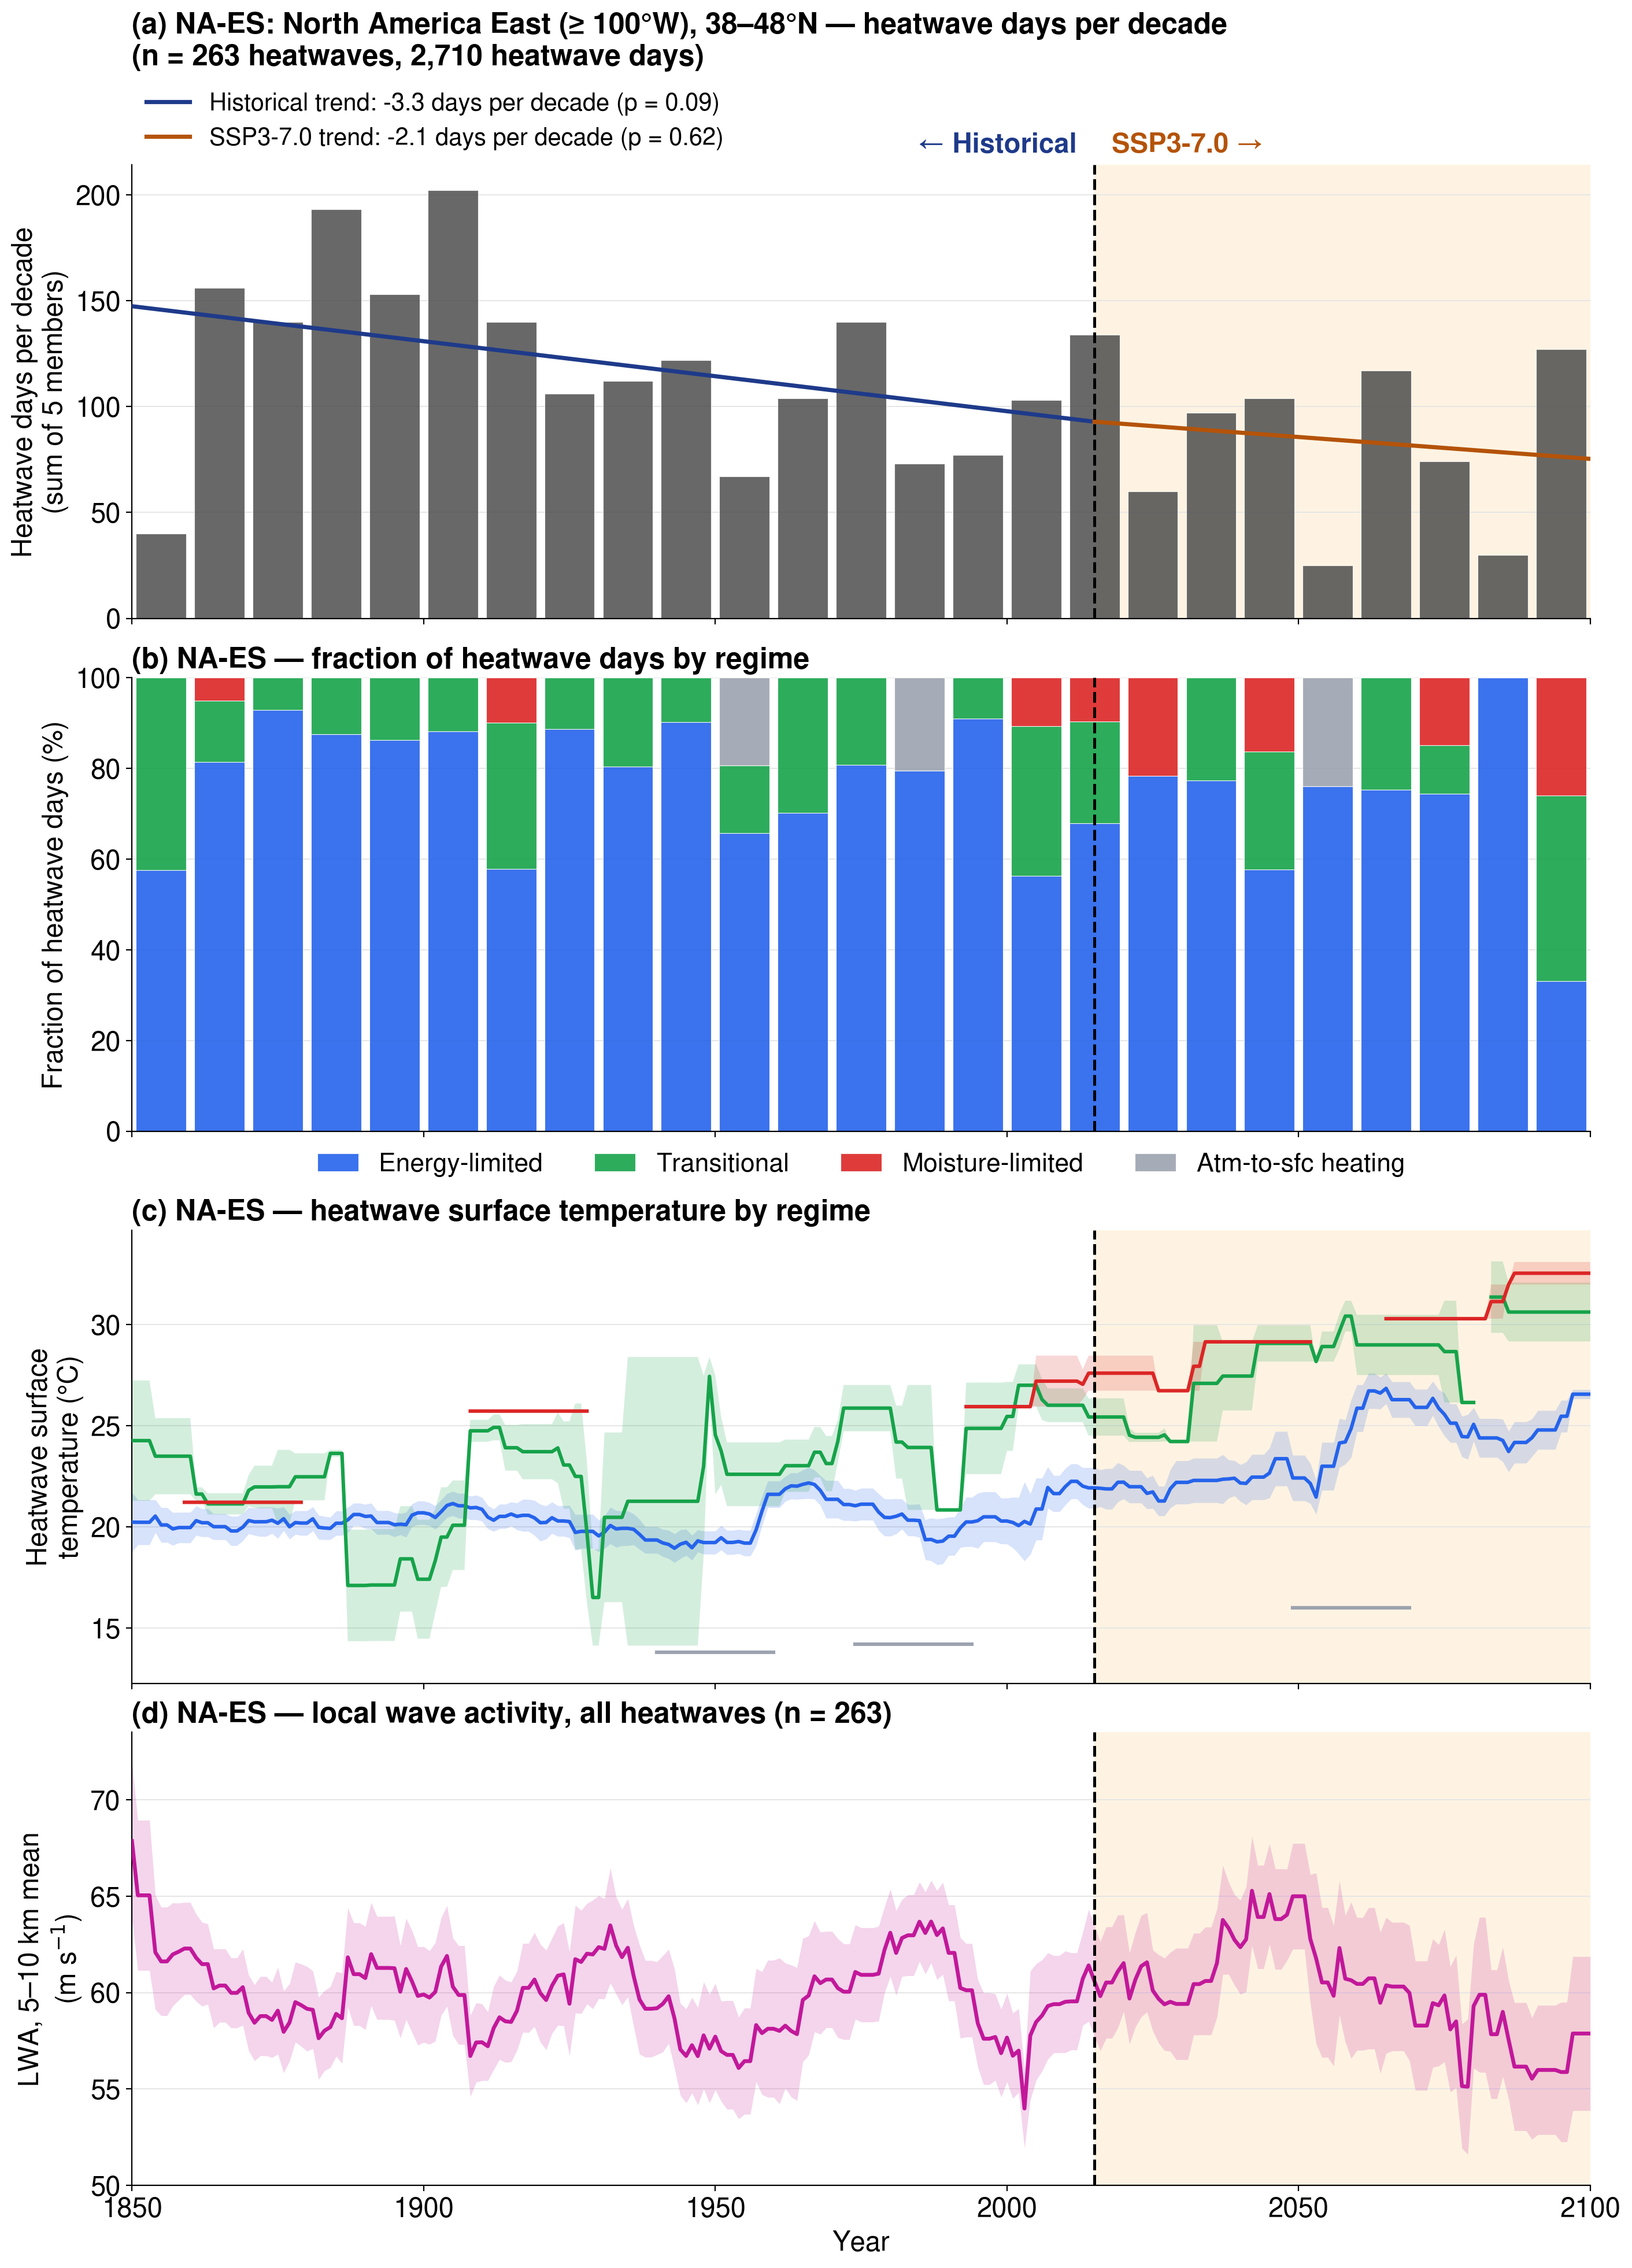 (a) NA-ES: North America East (≥ 100°W), 38–48°N — heatwave days per decade
(n = 263 heatwaves, 2,710 heatwave days)
Historical trend: -3.3 days per decade (p = 0.09)
SSP3-7.0 trend: -2.1 days per decade (p = 0.62)
← Historical
SSP3-7.0 →
Heatwave days per decade
(sum of 5 members)
200
150
100
50
0
(b) NA-ES — fraction of heatwave days by regime
Fraction of heatwave days (%)
100
80
60
40
20
0
Energy-limited
Transitional
Moisture-limited
Atm-to-sfc heating
(c) NA-ES — heatwave surface temperature by regime
Heatwave surface
temperature (°C)
30
25
20
15
(d) NA-ES — local wave activity, all heatwaves (n = 263)
LWA, 5–10 km mean
(m s⁻¹)
70
65
60
55
50
1850
1900
1950
2000
2050
2100
Year